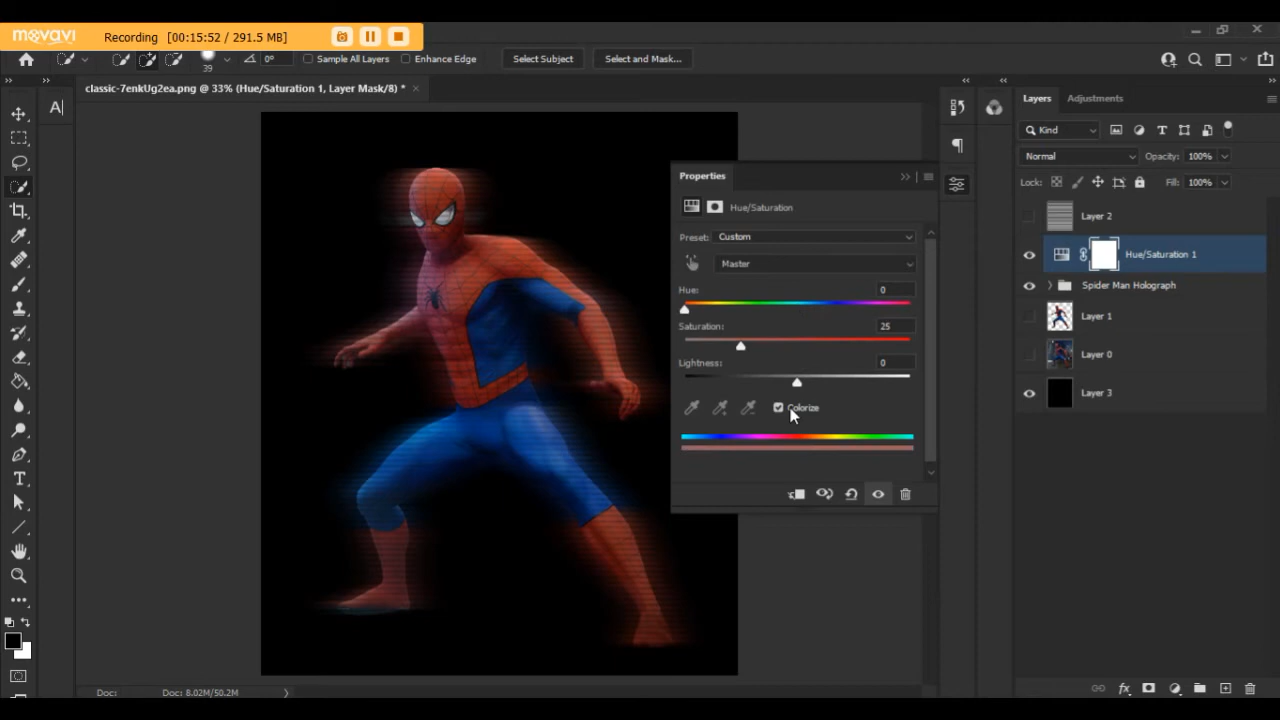 movavi Recording [00:15:52 / 291.5 MB]
39 0° Sample All Layers Enhance Edge Select Subject Select and Mask...
classic-7enkUg2ea.png @ 33% (Hue/Saturation 1, Layer Mask/8) * ×
Layers Adjustments
Kind
Normal Opacity: 100%
Lock: Fill: 100%
Layer 2
Hue/Saturation 1
Spider Man Holograph
Layer 1
Layer 0
Layer 3
Properties
Hue/Saturation
Preset: Custom
Master
Hue: 0
Saturation: 25
Lightness: 0
Colorize
Doc: Doc: 8.02M/50.2M